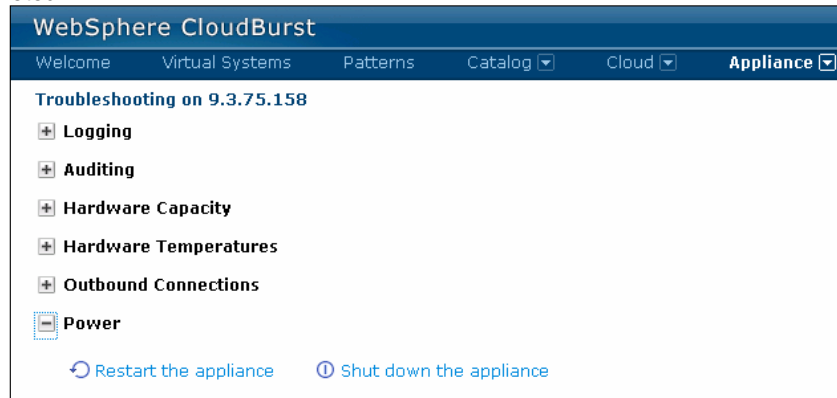 WebSphere CloudBurst
Welcome Virtual Systems Patterns Catalog Cloud Appliance
Troubleshooting on 9.3.75.158
Logging
Auditing
Hardware Capacity
Hardware Temperatures
Outbound Connections
Power
Restart the appliance Shut down the appliance